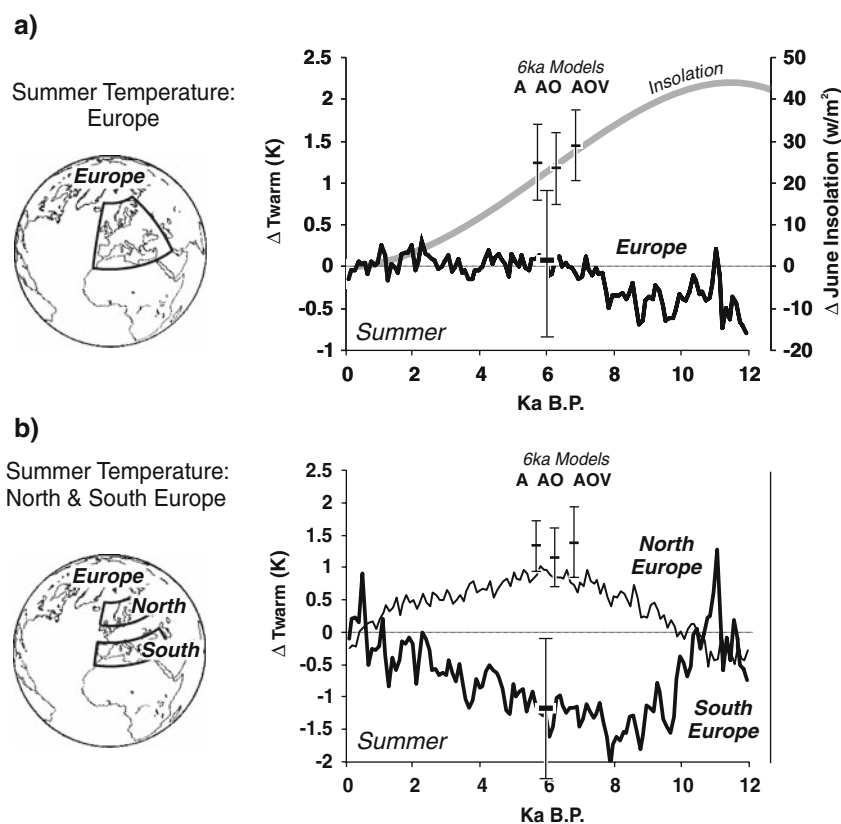 a)
Summer Temperature:
Europe
Europe
6ka Models
A AO AOV
Insolation
Europe
Summer
Δ Twarm (K)
2.5
2
1.5
1
0.5
0
-0.5
-1
Δ June Insolation (w/m²)
50
40
30
20
10
0
-10
-20
0 2 4 6 8 10 12
Ka B.P.
b)
Summer Temperature:
North & South Europe
Europe
North
South
6ka Models
A AO AOV
North
Europe
South
Europe
Summer
Δ Twarm (K)
2.5
2
1.5
1
0.5
0
-0.5
-1
-1.5
-2
0 2 4 6 8 10 12
Ka B.P.